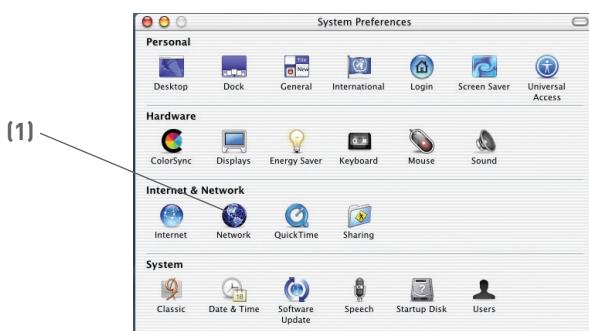 System Preferences
Personal
Desktop Dock General International Login Screen Saver Universal Access
Hardware
(1)
ColorSync Displays Energy Saver Keyboard Mouse Sound
Internet & Network
Internet Network QuickTime Sharing
System
Classic Date & Time Software Update Speech Startup Disk Users